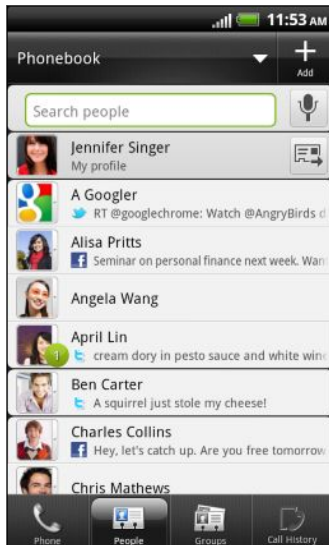 11:53 AM
Phonebook
Add
Search people
Jennifer Singer
My profile
A Googler
RT @googlechrome: Watch @AngryBirds d
Alisa Pritts
Seminar on personal finance next week. Wan
Angela Wang
April Lin
1
cream dory in pesto sauce and white win
Ben Carter
A squirrel just stole my cheese!
Charles Collins
Hey, let's catch up. Are you free tomorrow
Chris Mathews
Phone
People
Groups
Call History